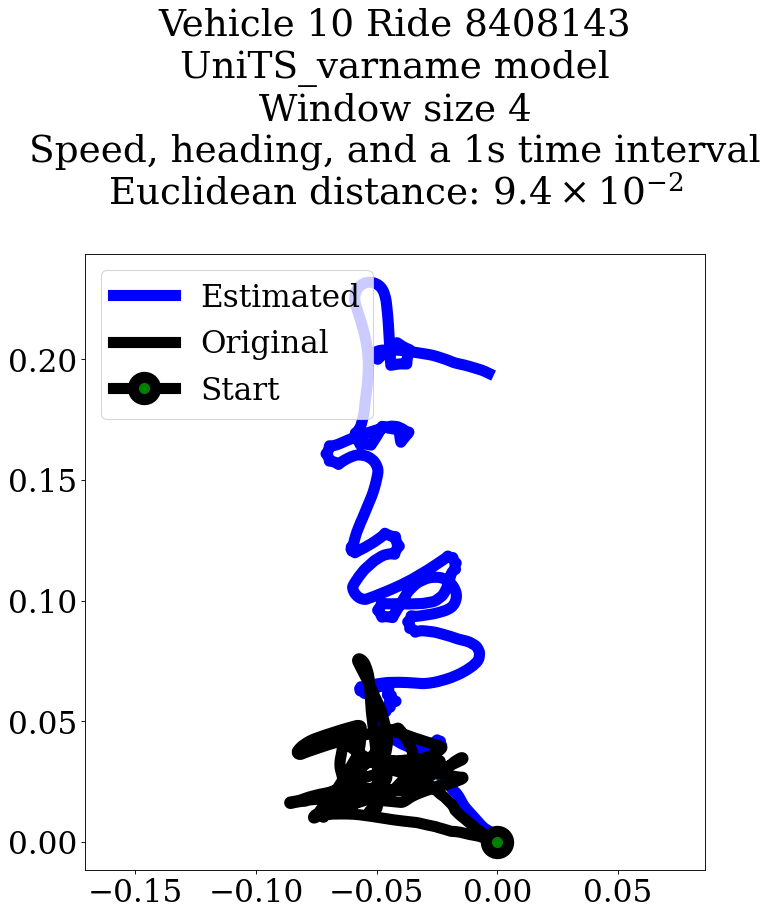 Vehicle 10 Ride 8408143
UniTS_varname model
Window size 4
Speed, heading, and a 1s time interval
Euclidean distance: 9.4 × 10⁻²
Estimated
Original
Start
0.20
0.15
0.10
0.05
0.00
−0.15 −0.10 −0.05 0.00 0.05